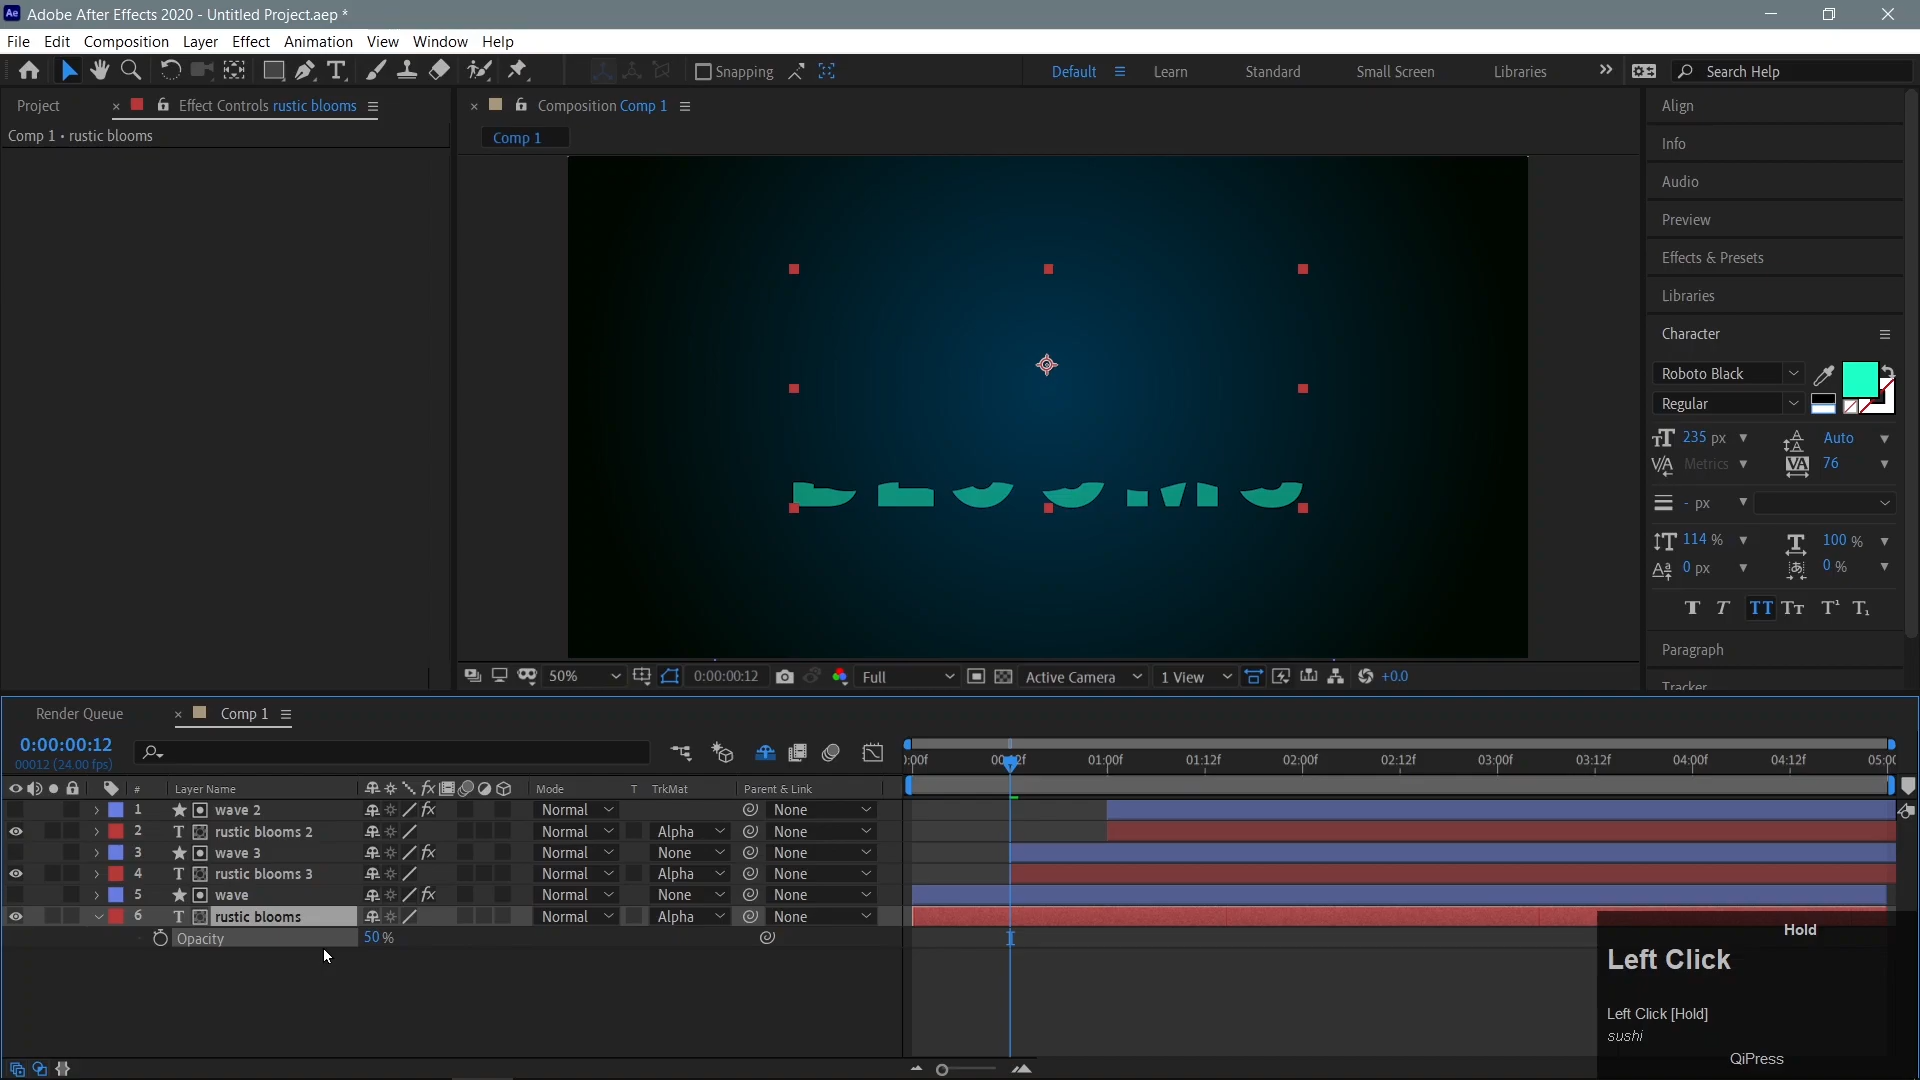 Ae Adobe After Effects 2020 - Untitled Project.aep *
File Edit Composition Layer Effect Animation View Window Help
Snapping Default Learn Standard Small Screen Libraries Search Help
Project Effect Controls rustic blooms
Comp 1 • rustic blooms
Composition Comp 1
Comp 1
Align
Info
Audio
Preview
Effects & Presets
Libraries
Character
Roboto Black
Regular
235 px Auto
Metrics 76
- px
114 % 100 %
0 px 0 %
Paragraph
Tracker
50% 0:00:00:12 Full Active Camera 1 View +0.0
Render Queue Comp 1
0:00:00:12
00012 (24.00 fps)
:00f 00:12f 01:00f 01:12f 02:00f 02:12f 03:00f 03:12f 04:00f 04:12f 05:00
# Layer Name Mode T TrkMat Parent & Link
1 wave 2 Normal None
2 rustic blooms 2 Normal Alpha None
3 wave 3 Normal None None
4 rustic blooms 3 Normal Alpha None
5 wave Normal None None
6 rustic blooms Normal Alpha None
Opacity 50 %
Hold
Left Click
Left Click [Hold]
sushi
QiPress